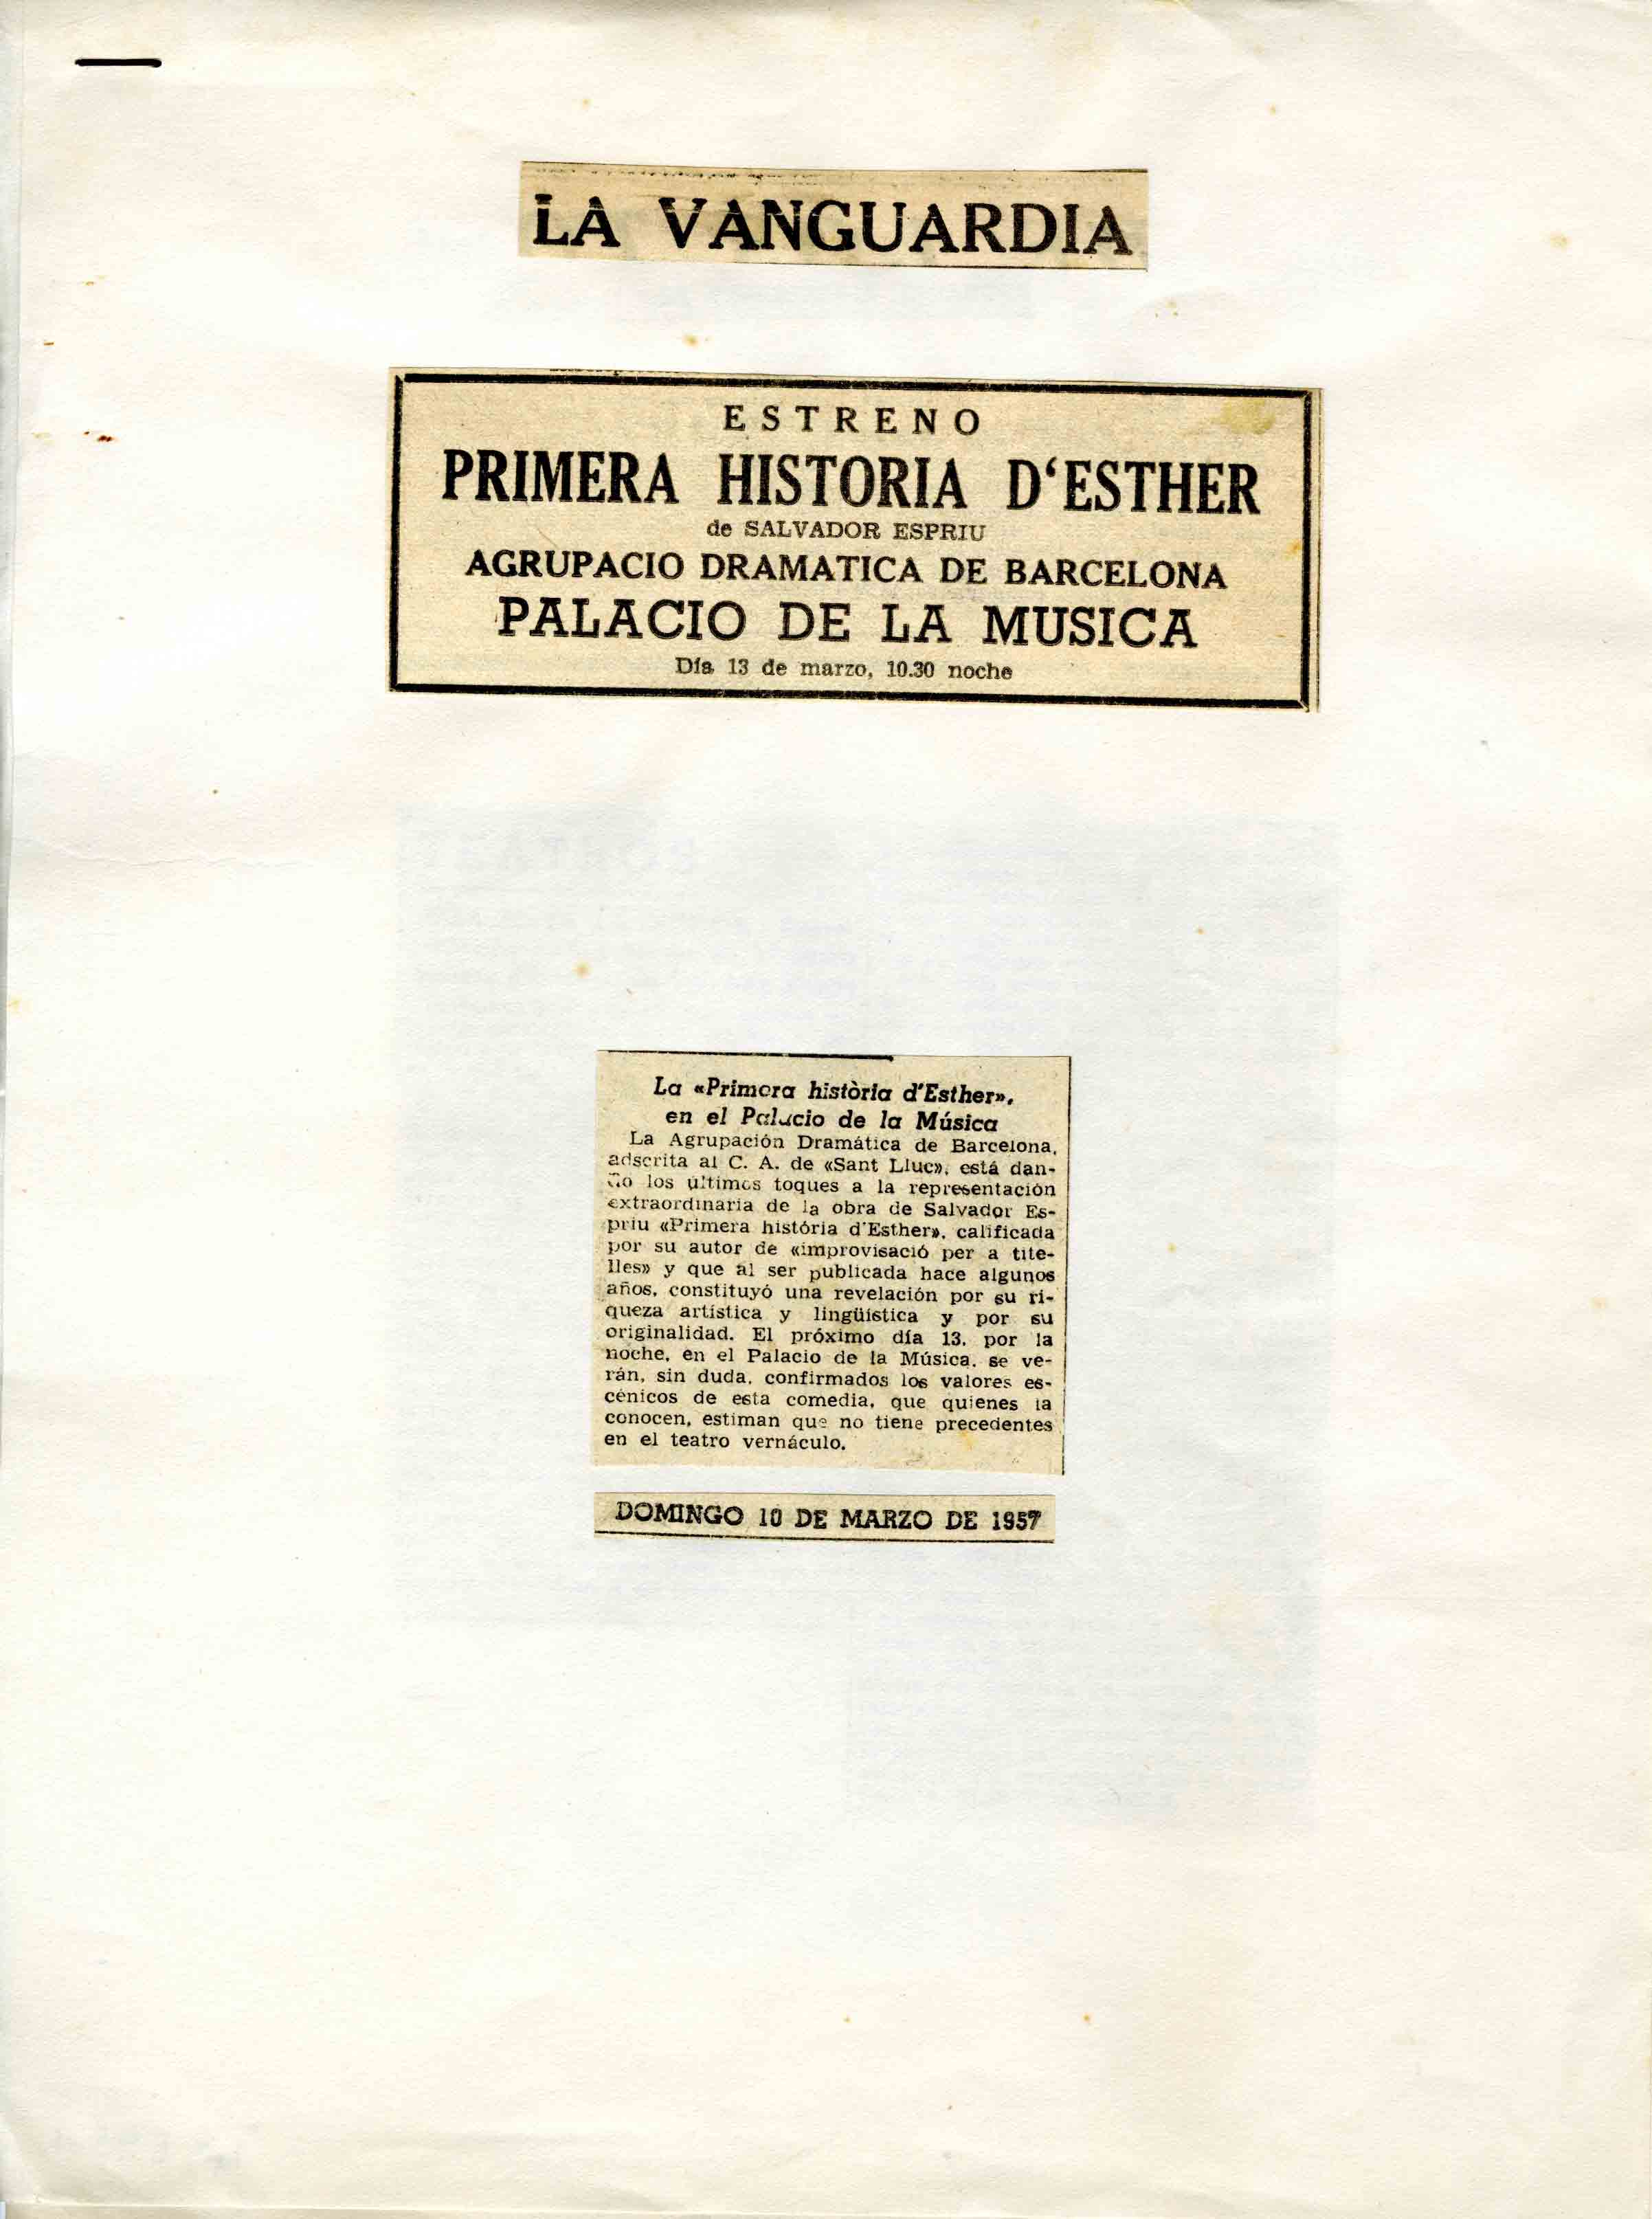 LA VANGUARDIA
ESTRENO
PRIMERA HISTORIA D'ESTHER
de SALVADOR ESPRIU
AGRUPACIO DRAMATICA DE BARCELONA
PALACIO DE LA MUSICA
Día 13 de marzo, 10.30 noche
La «Primera història d'Esther»,
en el Palacio de la Música
La Agrupación Dramática de Barcelona,
adscrita al C. A. de «Sant Lluc», está dan-
do los últimos toques a la representación
extraordinaria de la obra de Salvador Es-
priu «Primera história d'Esther», calificada
por su autor de «improvisació per a tite-
lles» y que al ser publicada hace algunos
años, constituyó una revelación por su ri-
queza artística y lingüística y por su
originalidad. El próximo día 13, por la
noche, en el Palacio de la Música, se ve-
rán, sin duda, confirmados los valores es-
cénicos de esta comedia, que quienes la
conocen, estiman que no tiene precedentes
en el teatro vernáculo.
DOMINGO 10 DE MARZO DE 1957